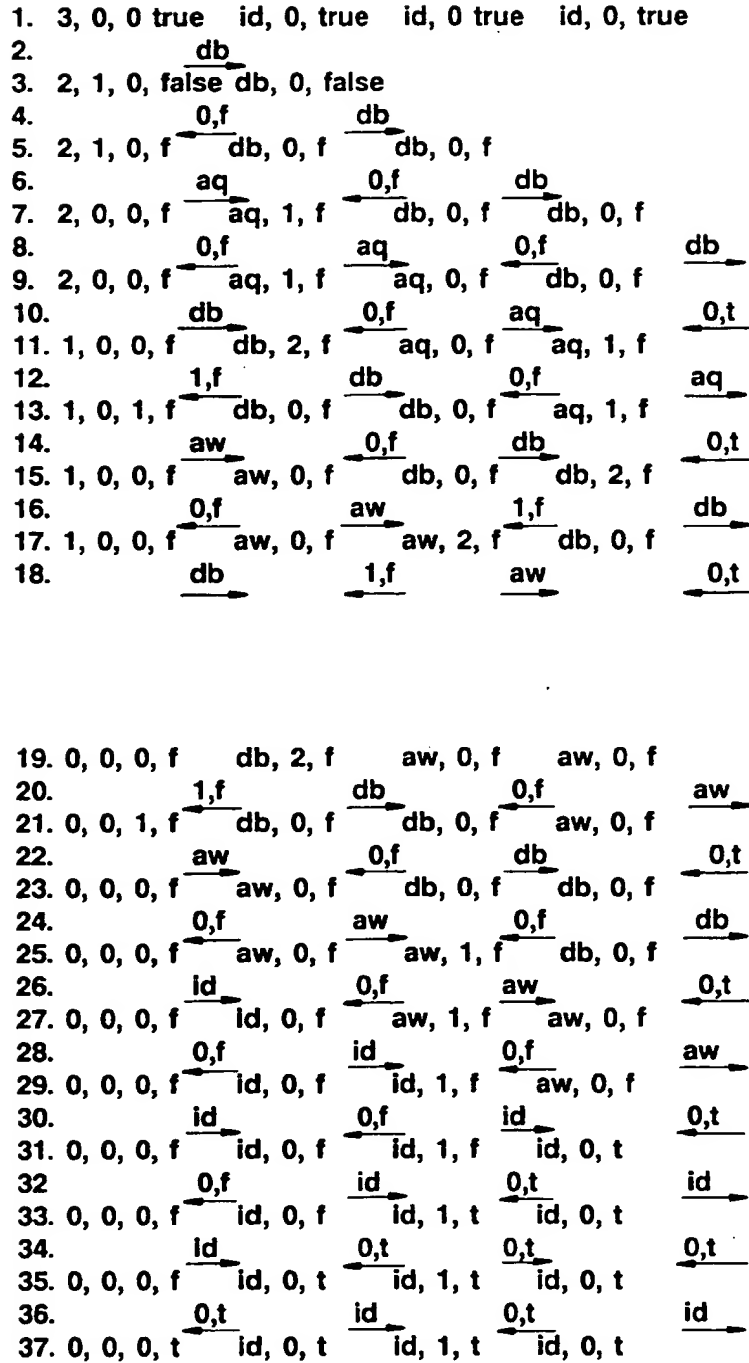 1. 3, 0, 0 true id, 0, true id, 0 true id, 0, true
2. db
3. 2, 1, 0, false db, 0, false
4. 0,f db
5. 2, 1, 0, f db, 0, f db, 0, f
6. aq 0,f db
7. 2, 0, 0, f aq, 1, f db, 0, f db, 0, f
8. 0,f aq 0,f db
9. 2, 0, 0, f aq, 1, f aq, 0, f db, 0, f
10. db 0,f aq 0,t
11. 1, 0, 0, f db, 2, f aq, 0, f aq, 1, f
12. 1,f db 0,f aq
13. 1, 0, 1, f db, 0, f db, 0, f aq, 1, f
14. aw 0,f db 0,t
15. 1, 0, 0, f aw, 0, f db, 0, f db, 2, f
16. 0,f aw 1,f db
17. 1, 0, 0, f aw, 0, f aw, 2, f db, 0, f
18. db 1,f aw 0,t
19. 0, 0, 0, f db, 2, f aw, 0, f aw, 0, f
20. 1,f db 0,f aw
21. 0, 0, 1, f db, 0, f db, 0, f aw, 0, f
22. aw 0,f db 0,t
23. 0, 0, 0, f aw, 0, f db, 0, f db, 0, f
24. 0,f aw 0,f db
25. 0, 0, 0, f aw, 0, f aw, 1, f db, 0, f
26. id 0,f aw 0,t
27. 0, 0, 0, f id, 0, f aw, 1, f aw, 0, f
28. 0,f id 0,f aw
29. 0, 0, 0, f id, 0, f id, 1, f aw, 0, f
30. id 0,f id 0,t
31. 0, 0, 0, f id, 0, f id, 1, f id, 0, t
32 0,f id 0,t id
33. 0, 0, 0, f id, 0, f id, 1, t id, 0, t
34. id 0,t 0,t 0,t
35. 0, 0, 0, f id, 0, t id, 1, t id, 0, t
36. 0,t id 0,t id
37. 0, 0, 0, t id, 0, t id, 1, t id, 0, t